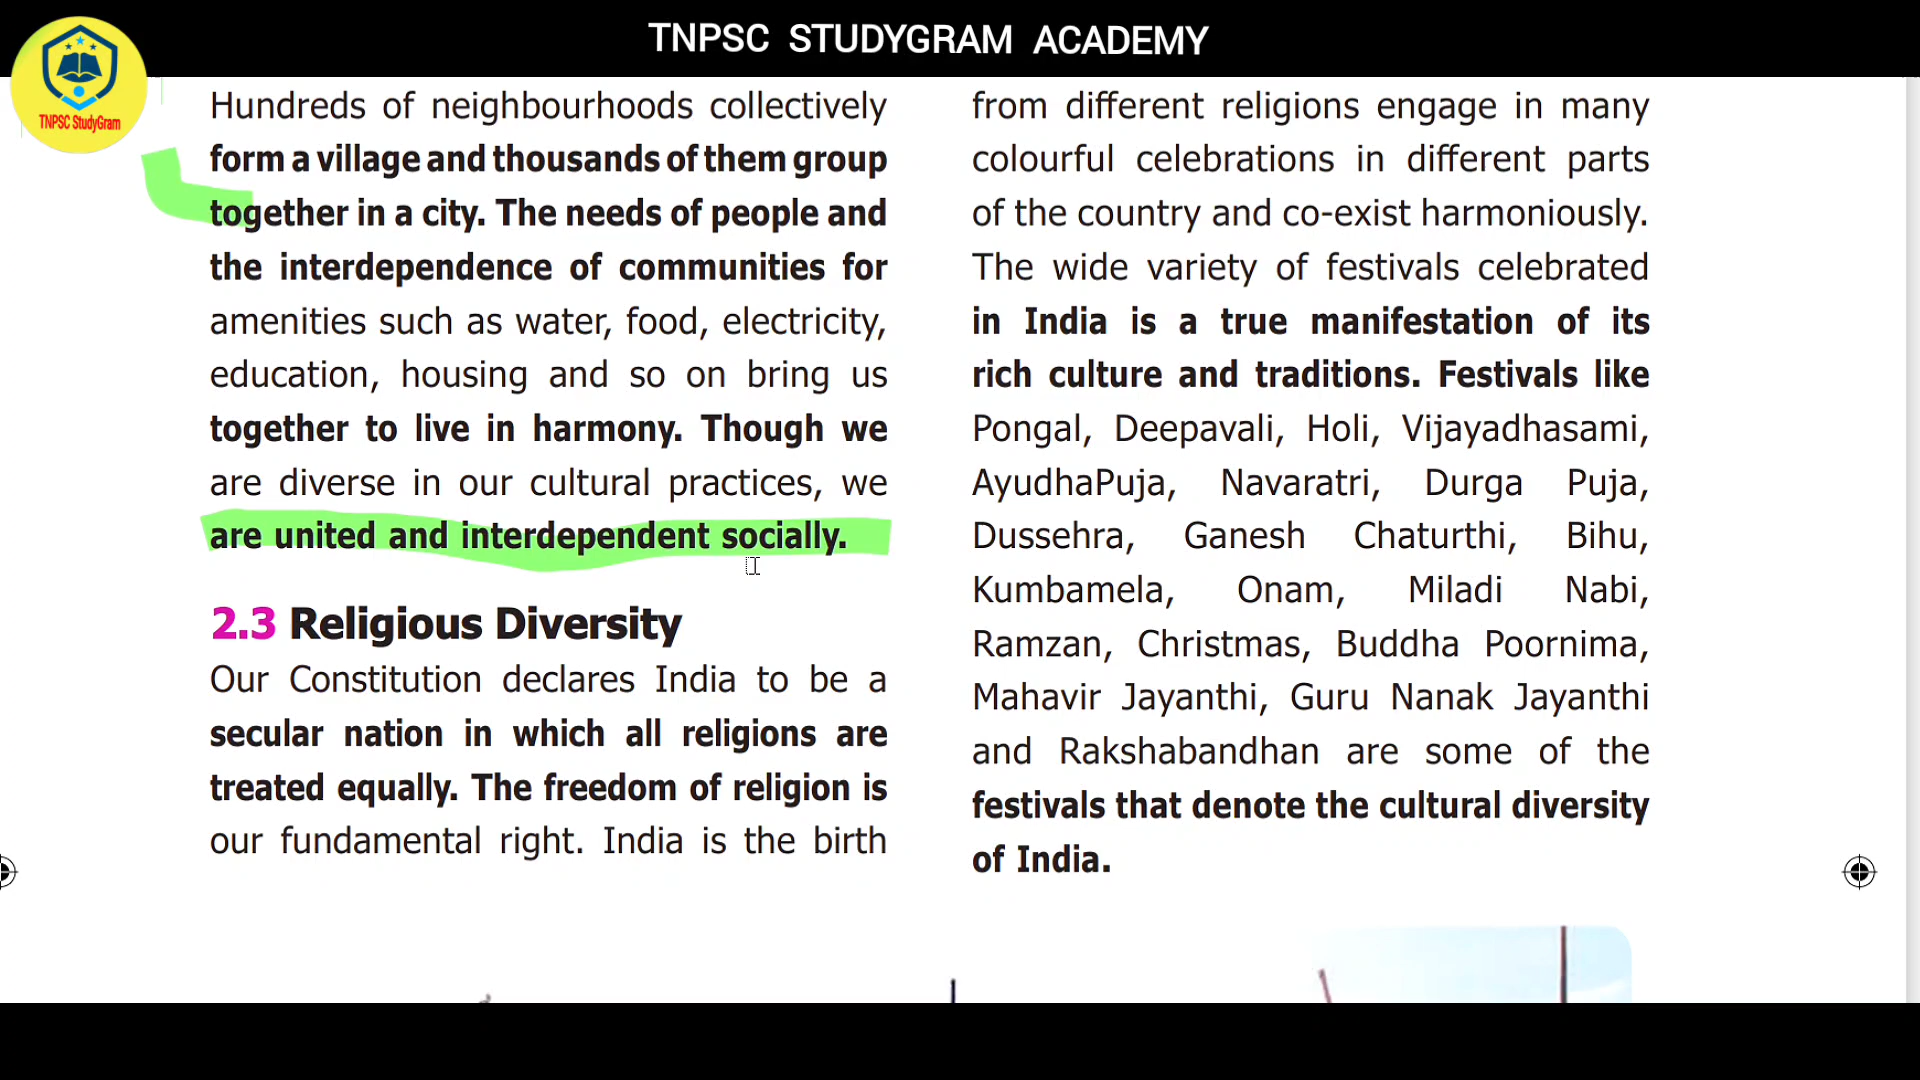 TNPSC STUDYGRAM ACADEMY
TNPSC StudyGram
Hundreds of neighbourhoods collectively
form a village and thousands of them group
together in a city. The needs of people and
the interdependence of communities for
amenities such as water, food, electricity,
education, housing and so on bring us
together to live in harmony. Though we
are diverse in our cultural practices, we
are united and interdependent socially.
2.3 Religious Diversity
Our Constitution declares India to be a
secular nation in which all religions are
treated equally. The freedom of religion is
our fundamental right. India is the birth
from different religions engage in many
colourful celebrations in different parts
of the country and co-exist harmoniously.
The wide variety of festivals celebrated
in India is a true manifestation of its
rich culture and traditions. Festivals like
Pongal, Deepavali, Holi, Vijayadhasami,
AyudhaPuja, Navaratri, Durga Puja,
Dussehra, Ganesh Chaturthi, Bihu,
Kumbamela, Onam, Miladi Nabi,
Ramzan, Christmas, Buddha Poornima,
Mahavir Jayanthi, Guru Nanak Jayanthi
and Rakshabandhan are some of the
festivals that denote the cultural diversity
of India.